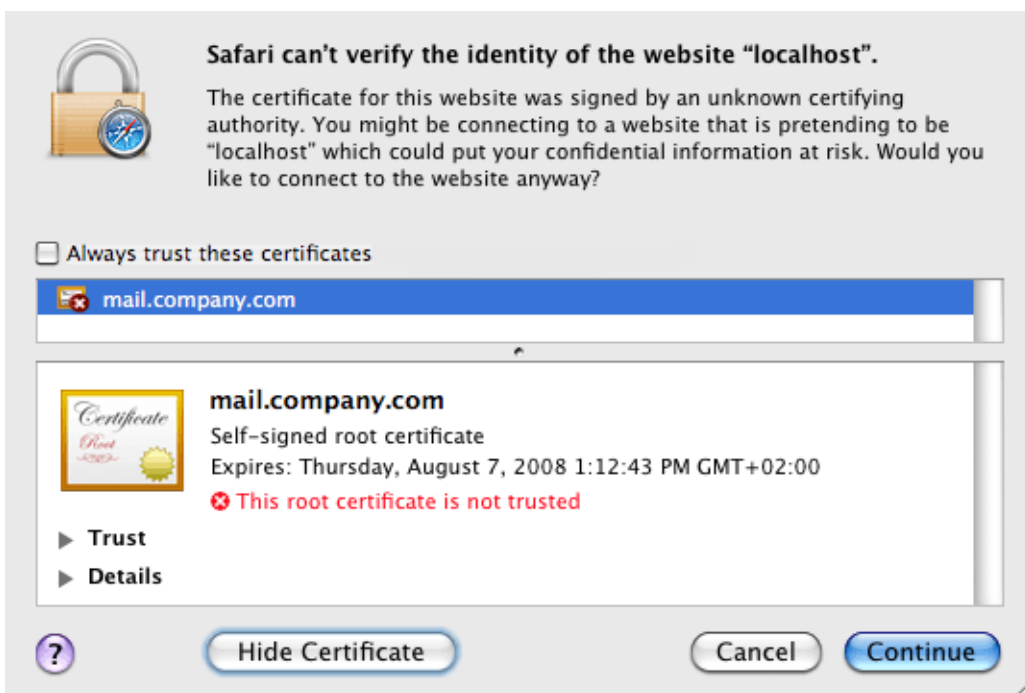 Safari can't verify the identity of the website “localhost”.
The certificate for this website was signed by an unknown certifying
authority. You might be connecting to a website that is pretending to be
“localhost” which could put your confidential information at risk. Would you
like to connect to the website anyway?
Always trust these certificates
mail.company.com
Certificate
Root
mail.company.com
Self-signed root certificate
Expires: Thursday, August 7, 2008 1:12:43 PM GMT+02:00
This root certificate is not trusted
Trust
Details
? Hide Certificate Cancel Continue